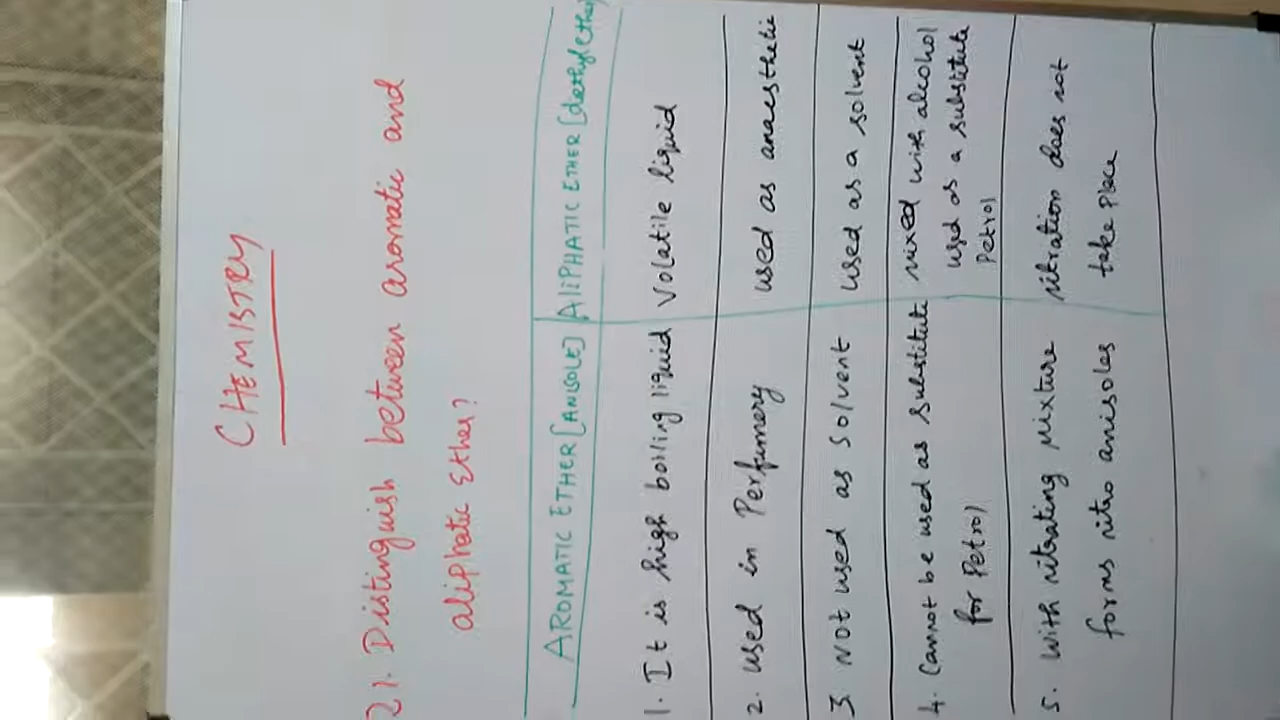 CHEMISTRY
21. Distinguish between aromatic and
aliphatic Ether?
AROMATIC ETHER [ANISOLE] ALIPHATIC ETHER [diethyl ether
1. It is high boiling liquid Volatile liquid
2. used in Perfumery used as anaesthetic
3 Not used as solvent used as a solvent
4. Cannot be used as substitute mixed with alcohol
for Petrol used as a substitute
Petrol
5. with nitrating mixture nitration does not
forms nitro anisoles take Place